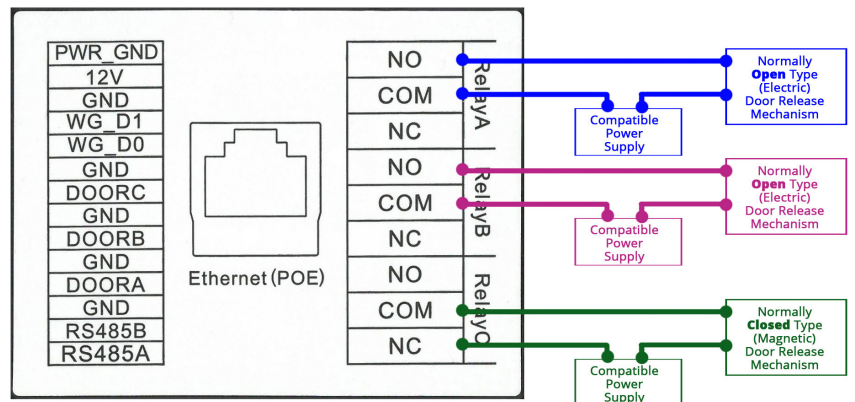 PWR_GND
12V
GND
WG_D1
WG_D0
GND
DOORC
GND
DOORB
GND
DOORA
GND
RS485B
RS485A
Ethernet (POE)
NO
COM
NC
RelayA
NO
COM
NC
RelayB
NO
COM
NC
RelayC
Compatible
Power
Supply
Normally
Open Type
(Electric)
Door Release
Mechanism
Compatible
Power
Supply
Normally
Open Type
(Electric)
Door Release
Mechanism
Compatible
Power
Supply
Normally
Closed Type
(Magnetic)
Door Release
Mechanism